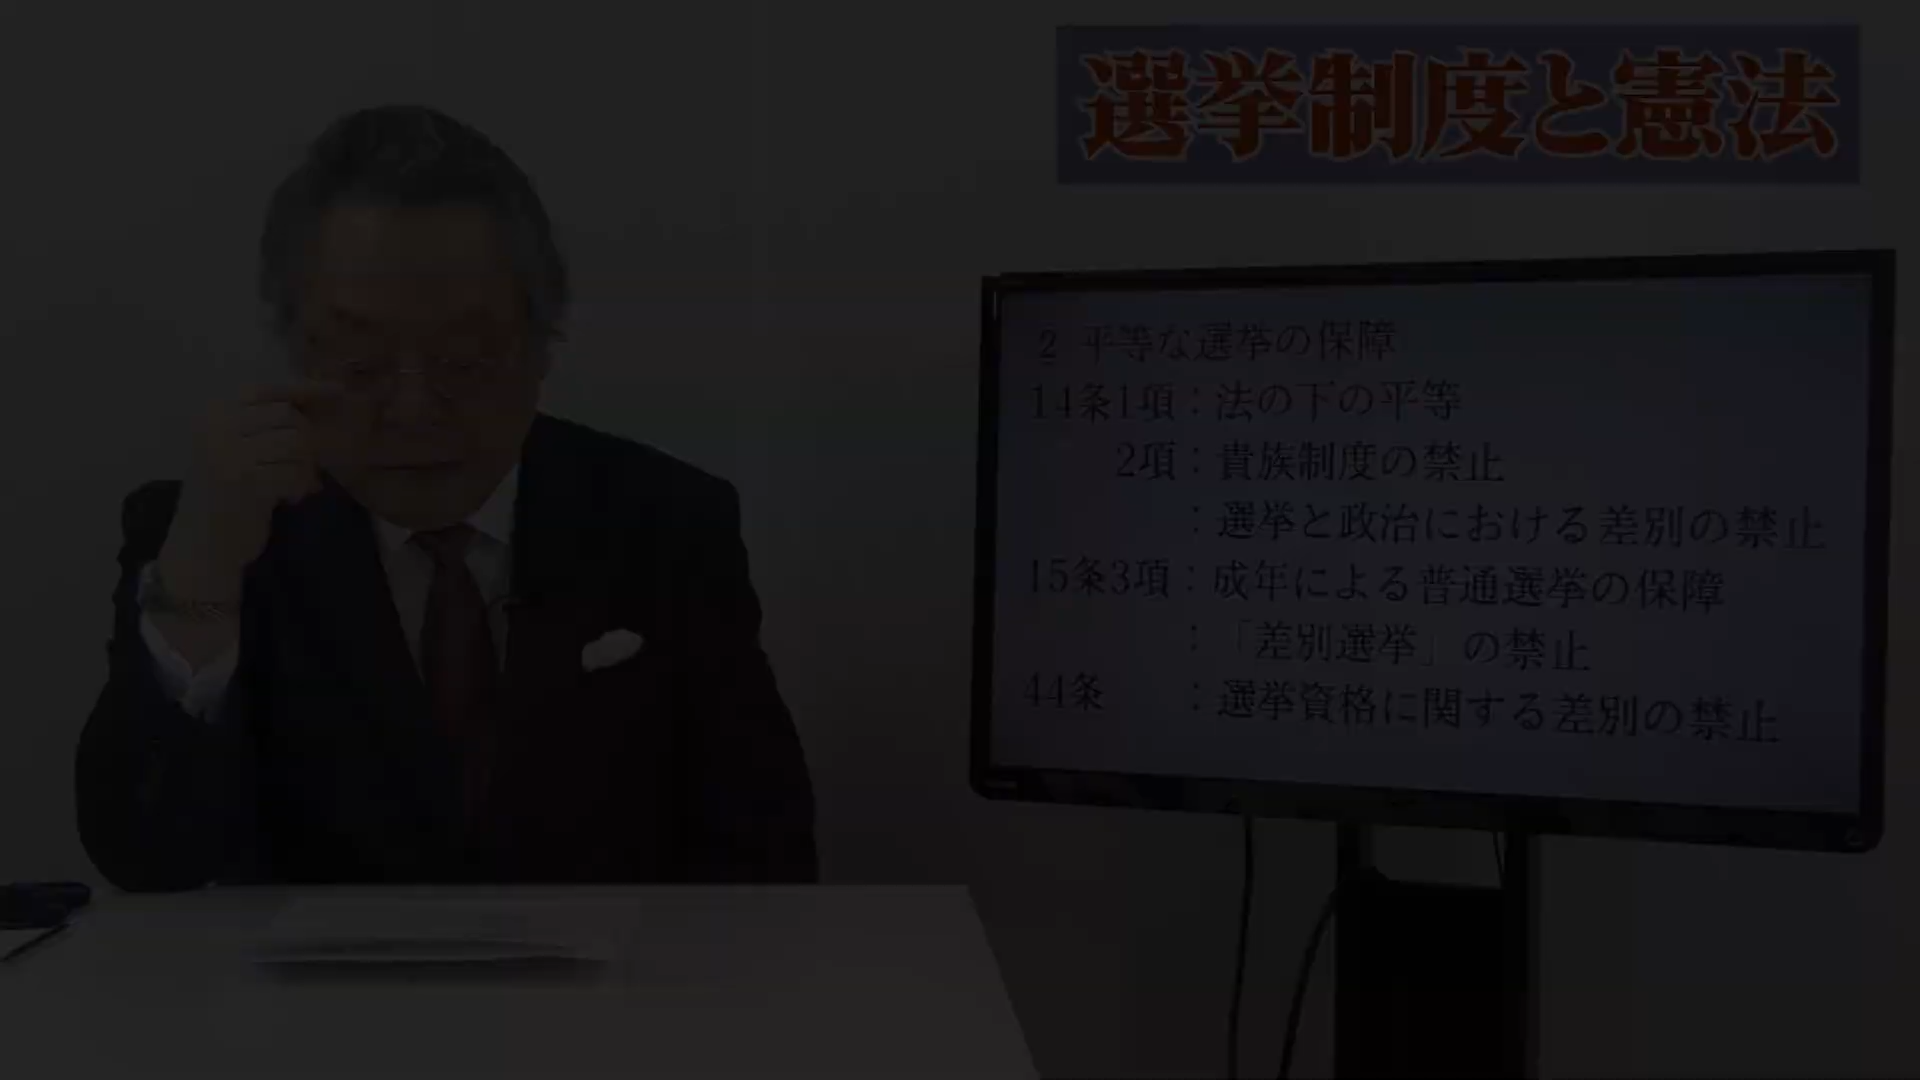 選挙制度と憲法
2 平等な選挙の保障
14条1項：法の下の平等
2項：貴族制度の禁止
：選挙と政治における差別の禁止
15条3項：成年による普通選挙の保障
：「差別選挙」の禁止
44条　　：選挙資格に関する差別の禁止